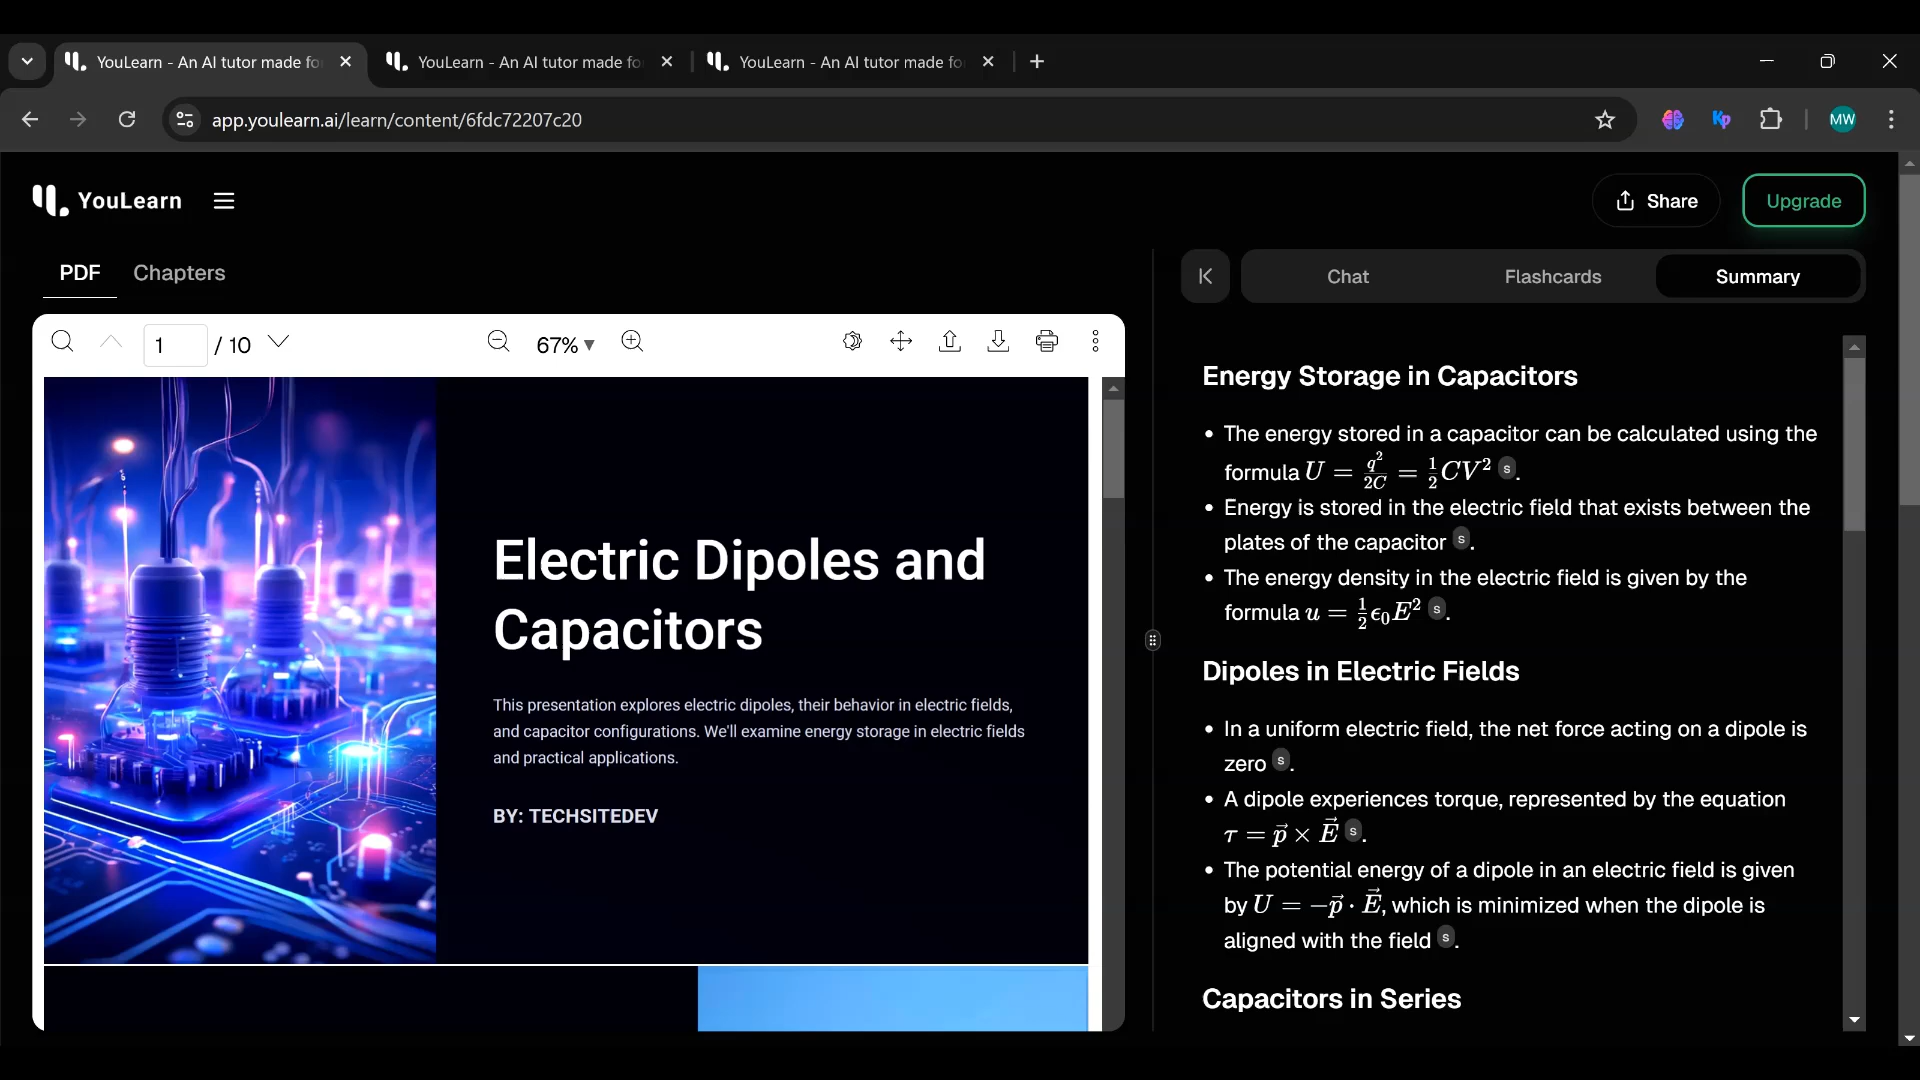 YouLearn - An AI tutor made fo
YouLearn - An AI tutor made fo
YouLearn - An AI tutor made fo
app.youlearn.ai/learn/content/6fdc72207c20
Kp
MW
YouLearn
Share
Upgrade
PDF
Chapters
Chat
Flashcards
Summary
1 / 10
67%
Electric Dipoles and
Capacitors
This presentation explores electric dipoles, their behavior in electric fields,
and capacitor configurations. We'll examine energy storage in electric fields
and practical applications.
BY: TECHSITEDEV
Energy Storage in Capacitors
• The energy stored in a capacitor can be calculated using the
formula U = q²/2C = 1/2 CV² s.
• Energy is stored in the electric field that exists between the
plates of the capacitor s.
• The energy density in the electric field is given by the
formula u = 1/2 ϵ₀E² s.
Dipoles in Electric Fields
• In a uniform electric field, the net force acting on a dipole is
zero s.
• A dipole experiences torque, represented by the equation
τ = p⃗ × E⃗ s.
• The potential energy of a dipole in an electric field is given
by U = −p⃗ · E⃗, which is minimized when the dipole is
aligned with the field s.
Capacitors in Series